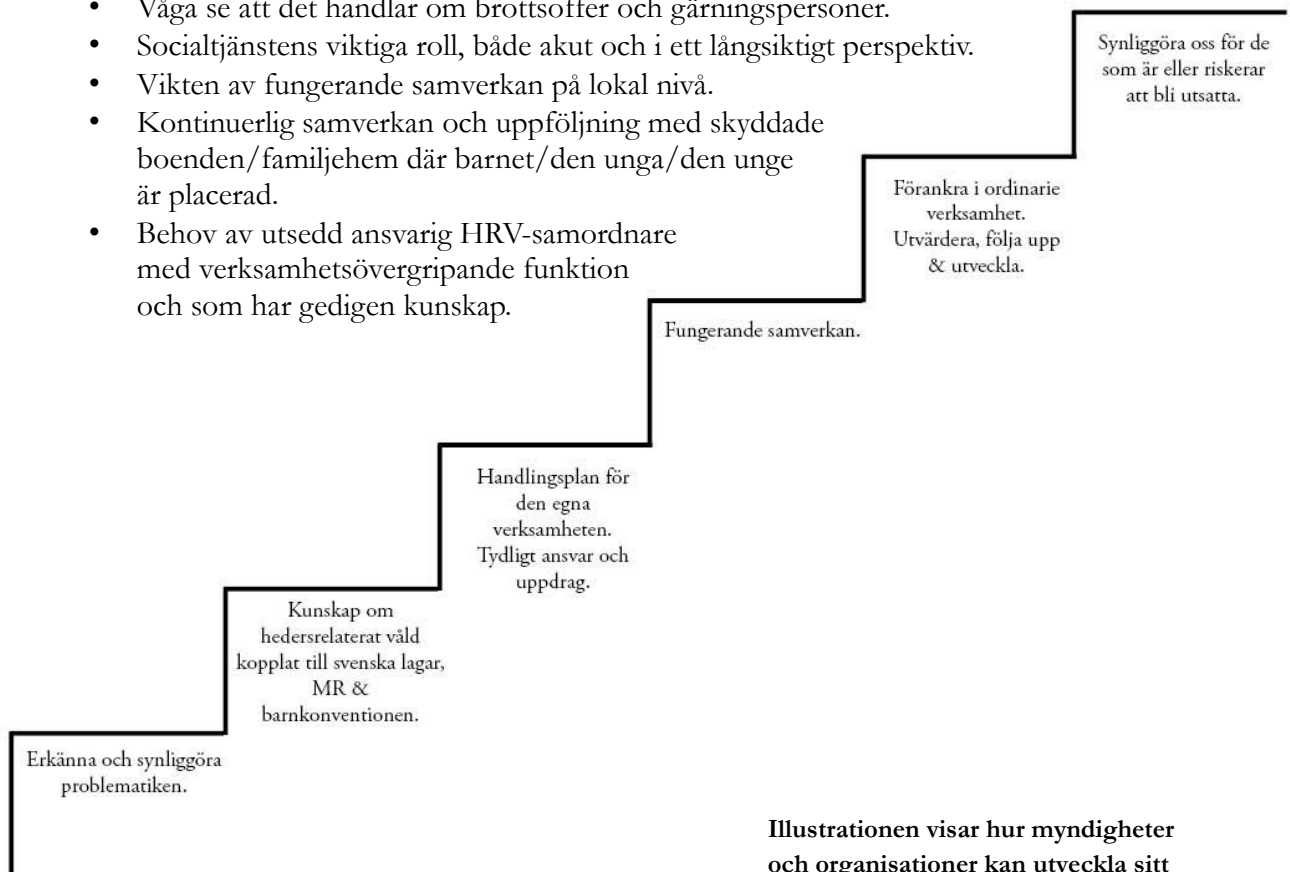 • Våga se att det handlar om brottsoffer och gärningspersoner.
• Socialtjänstens viktiga roll, både akut och i ett långsiktigt perspektiv.
• Vikten av fungerande samverkan på lokal nivå.
• Kontinuerlig samverkan och uppföljning med skyddade
boenden/familjehem där barnet/den unga/den unge
är placerad.
• Behov av utsedd ansvarig HRV-samordnare
med verksamhetsövergripande funktion
och som har gedigen kunskap.
Synliggöra oss för de
som är eller riskerar
att bli utsatta.
Förankra i ordinarie
verksamhet.
Utvärdera, följa upp
& utveckla.
Fungerande samverkan.
Handlingsplan för
den egna
verksamheten.
Tydligt ansvar och
uppdrag.
Kunskap om
hedersrelaterat våld
kopplat till svenska lagar,
MR &
barnkonventionen.
Erkänna och synliggöra
problematiken.
Illustrationen visar hur myndigheter
och organisationer kan utveckla sitt